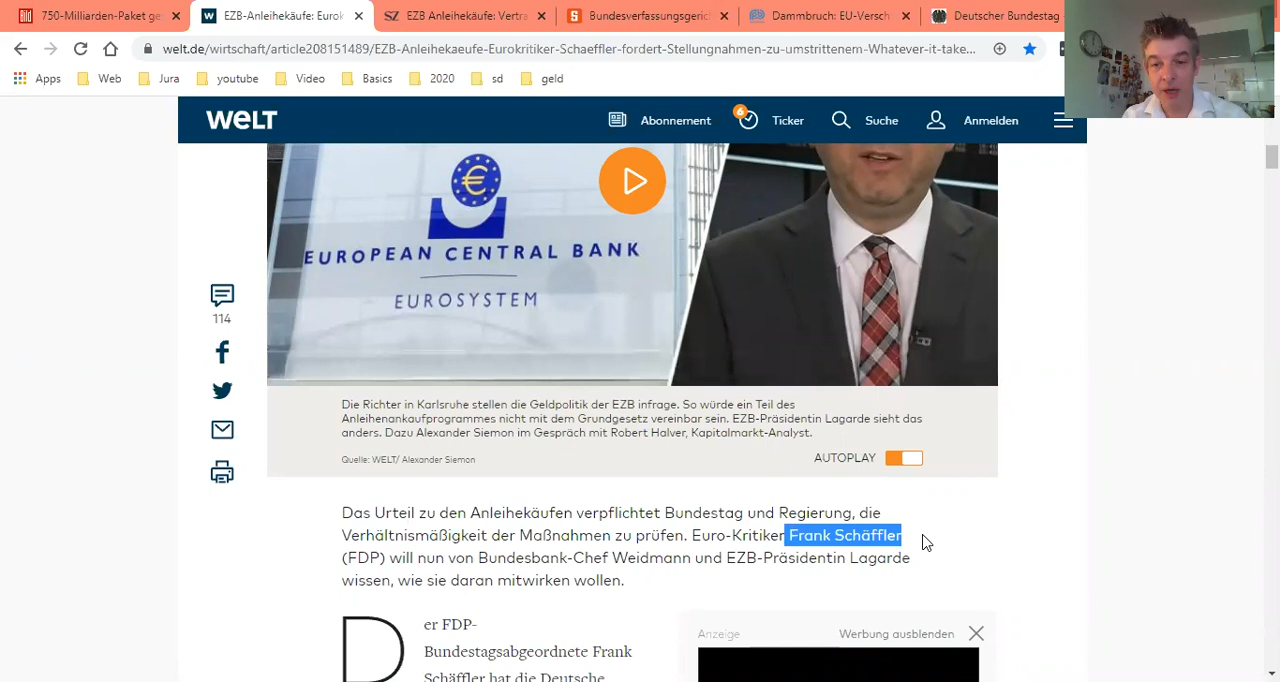 750-Milliarden-Paket ge
EZB-Anleihekäufe: Eurok
SZ EZB Anleihekäufe: Vertra
Bundesverfassungsgeric
Dammbruch: EU-Versch
Deutscher Bundestag
welt.de/wirtschaft/article208151489/EZB-Anleihekaeufe-Eurokritiker-Schaeffler-fordert-Stellungnahmen-zu-umstrittenem-Whatever-it-take...
Apps Web Jura youtube Video Basics 2020 sd geld
WELT Abonnement 6 Ticker Suche Anmelden
EUROPEAN CENTRAL BANK
EUROSYSTEM
114
Die Richter in Karlsruhe stellen die Geldpolitik der EZB infrage. So würde ein Teil des
Anleihenankaufprogrammes nicht mit dem Grundgesetz vereinbar sein. EZB-Präsidentin Lagarde sieht das
anders. Dazu Alexander Siemon im Gespräch mit Robert Halver, Kapitalmarkt-Analyst.
Quelle: WELT/ Alexander Siemon
AUTOPLAY
Das Urteil zu den Anleihekäufen verpflichtet Bundestag und Regierung, die
Verhältnismäßigkeit der Maßnahmen zu prüfen. Euro-Kritiker Frank Schäffler
(FDP) will nun von Bundesbank-Chef Weidmann und EZB-Präsidentin Lagarde
wissen, wie sie daran mitwirken wollen.
Der FDP-
Bundestagsabgeordnete Frank
Schäffler hat die Deutsche
Anzeige Werbung ausblenden